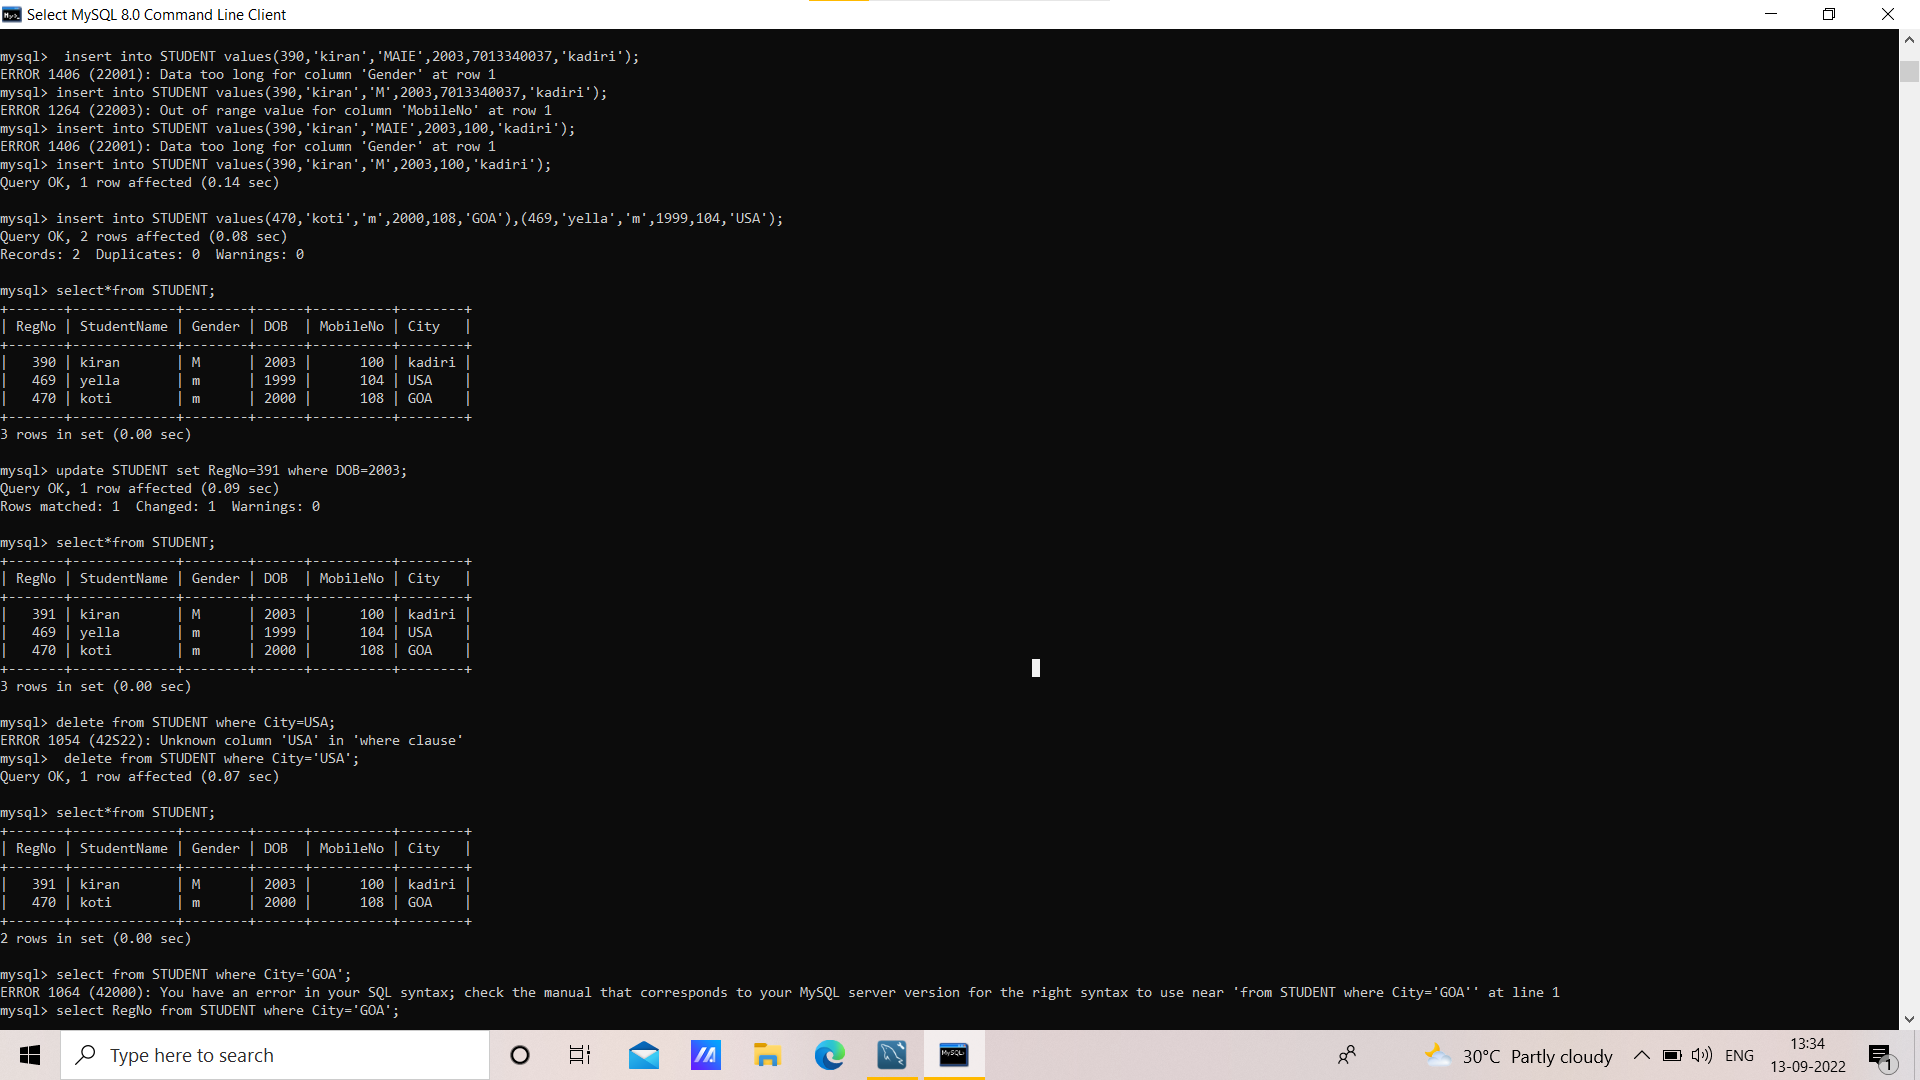 Select MySQL 8.0 Command Line Client
mysql>  insert into STUDENT values(390,'kiran','MAIE',2003,7013340037,'kadiri');
ERROR 1406 (22001): Data too long for column 'Gender' at row 1
mysql> insert into STUDENT values(390,'kiran','M',2003,7013340037,'kadiri');
ERROR 1264 (22003): Out of range value for column 'MobileNo' at row 1
mysql> insert into STUDENT values(390,'kiran','MAIE',2003,100,'kadiri');
ERROR 1406 (22001): Data too long for column 'Gender' at row 1
mysql> insert into STUDENT values(390,'kiran','M',2003,100,'kadiri');
Query OK, 1 row affected (0.14 sec)
mysql> insert into STUDENT values(470,'koti','m',2000,108,'GOA'),(469,'yella','m',1999,104,'USA');
Query OK, 2 rows affected (0.08 sec)
Records: 2  Duplicates: 0  Warnings: 0
mysql> select*from STUDENT;
+-------+-------------+--------+------+----------+--------+
| RegNo | StudentName | Gender | DOB  | MobileNo | City   |
+-------+-------------+--------+------+----------+--------+
|   390 | kiran       | M      | 2003 |      100 | kadiri |
|   469 | yella       | m      | 1999 |      104 | USA    |
|   470 | koti        | m      | 2000 |      108 | GOA    |
+-------+-------------+--------+------+----------+--------+
3 rows in set (0.00 sec)
mysql> update STUDENT set RegNo=391 where DOB=2003;
Query OK, 1 row affected (0.09 sec)
Rows matched: 1  Changed: 1  Warnings: 0
mysql> select*from STUDENT;
+-------+-------------+--------+------+----------+--------+
| RegNo | StudentName | Gender | DOB  | MobileNo | City   |
+-------+-------------+--------+------+----------+--------+
|   391 | kiran       | M      | 2003 |      100 | kadiri |
|   469 | yella       | m      | 1999 |      104 | USA    |
|   470 | koti        | m      | 2000 |      108 | GOA    |
+-------+-------------+--------+------+----------+--------+
3 rows in set (0.00 sec)
mysql> delete from STUDENT where City=USA;
ERROR 1054 (42S22): Unknown column 'USA' in 'where clause'
mysql>  delete from STUDENT where City='USA';
Query OK, 1 row affected (0.07 sec)
mysql> select*from STUDENT;
+-------+-------------+--------+------+----------+--------+
| RegNo | StudentName | Gender | DOB  | MobileNo | City   |
+-------+-------------+--------+------+----------+--------+
|   391 | kiran       | M      | 2003 |      100 | kadiri |
|   470 | koti        | m      | 2000 |      108 | GOA    |
+-------+-------------+--------+------+----------+--------+
2 rows in set (0.00 sec)
mysql> select from STUDENT where City='GOA';
ERROR 1064 (42000): You have an error in your SQL syntax; check the manual that corresponds to your MySQL server version for the right syntax to use near 'from STUDENT where City='GOA'' at line 1
mysql> select RegNo from STUDENT where City='GOA';
Type here to search
30°C  Partly cloudy
ENG
13:34
13-09-2022
1